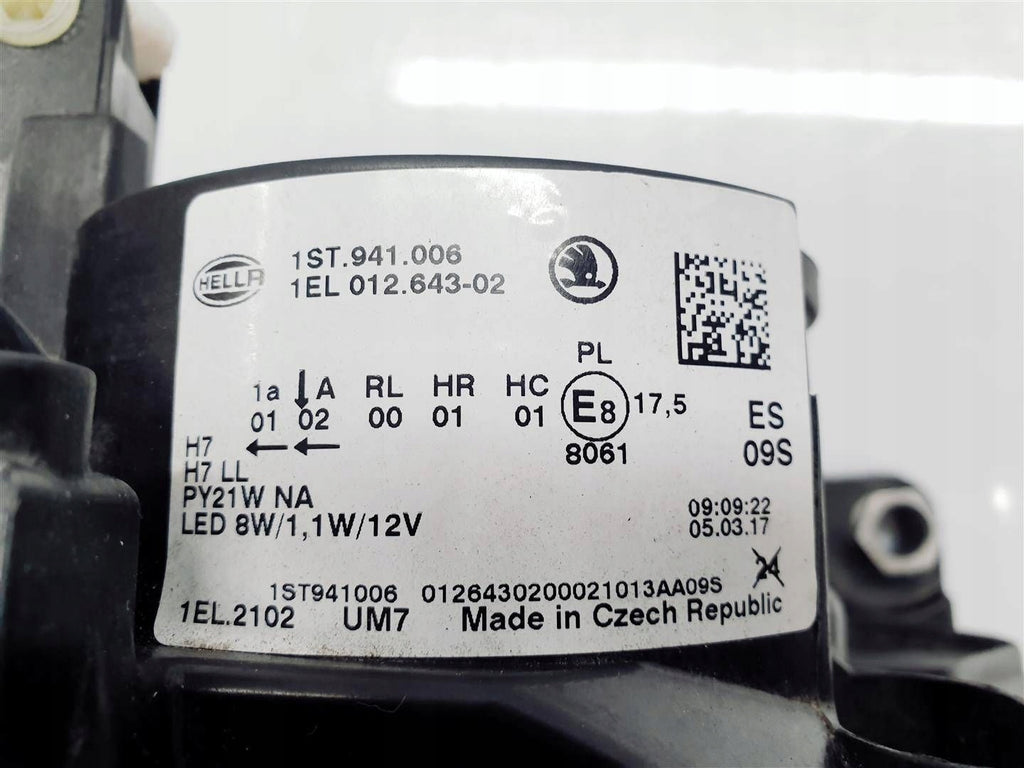 HELLA
1ST.941.006
1EL 012.643-02
PL
1a A RL HR HC E8 17,5
01 02 00 01 01
8061
ES
09S
H7
H7 LL
PY21W NA
LED 8W/1,1W/12V
09:09:22
05.03.17
24
1ST941006 0126430200021013AA09S
1EL.2102 UM7 Made in Czech Republic